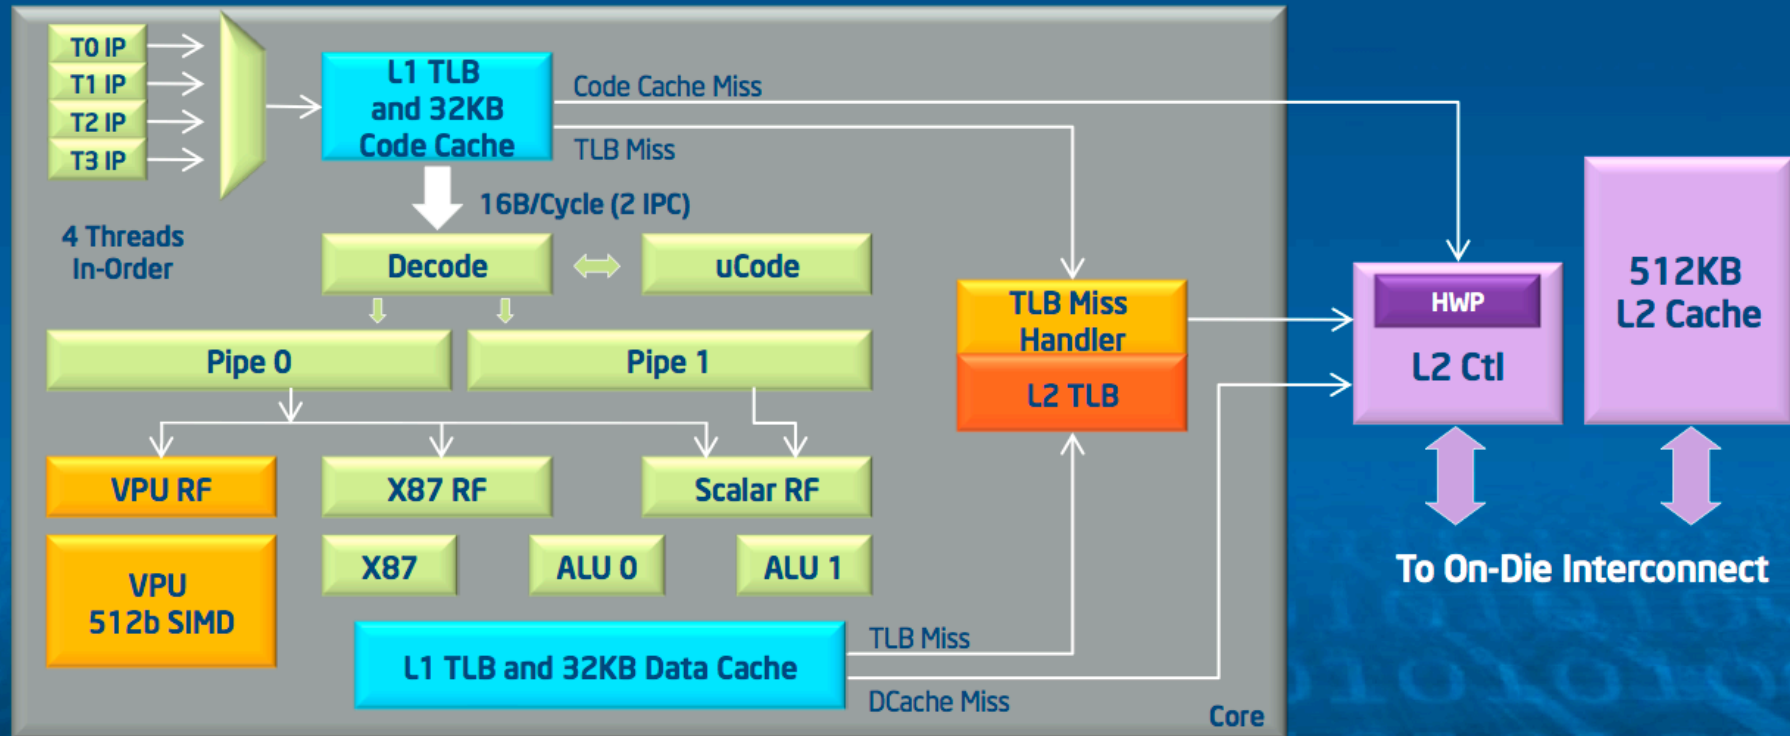 T0 IP
T1 IP
T2 IP
T3 IP
4 Threads
In-Order
L1 TLB
and 32KB
Code Cache
Code Cache Miss
TLB Miss
16B/Cycle (2 IPC)
Decode
uCode
Pipe 0
Pipe 1
VPU RF
X87 RF
Scalar RF
VPU
512b SIMD
X87
ALU 0
ALU 1
L1 TLB and 32KB Data Cache
TLB Miss
DCache Miss
TLB Miss
Handler
L2 TLB
Core
HWP
L2 Ctl
512KB
L2 Cache
To On-Die Interconnect